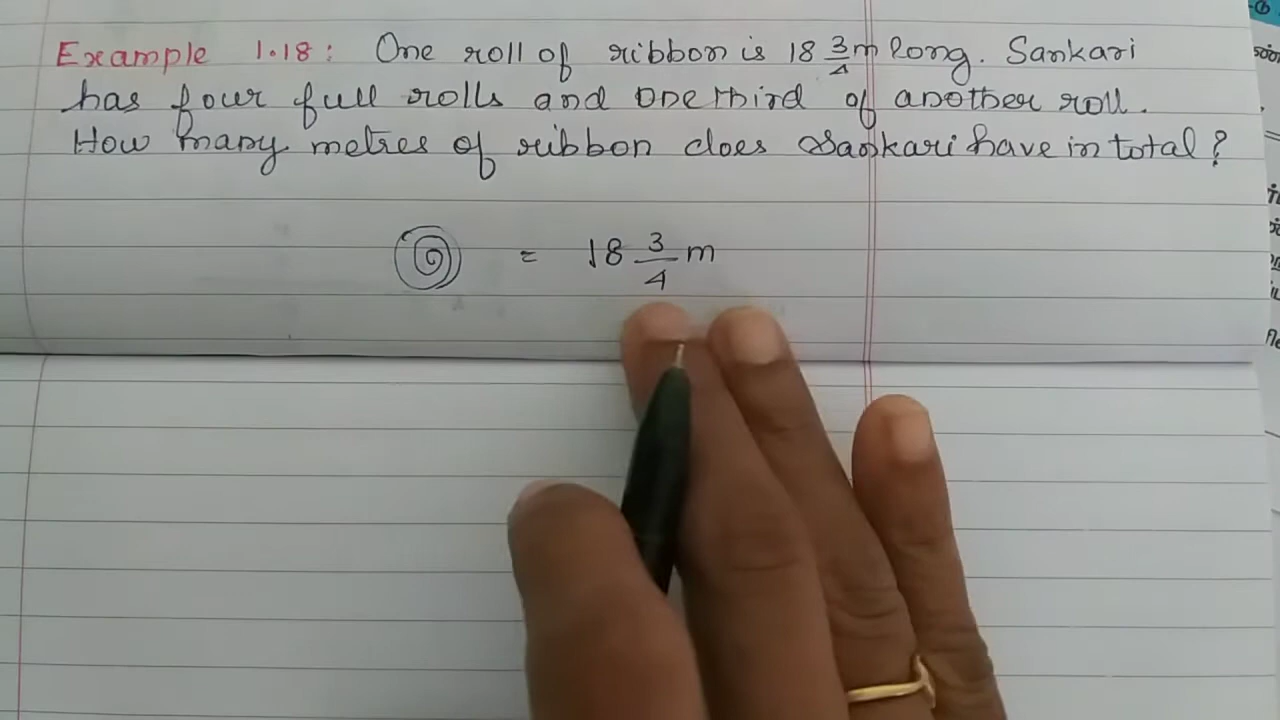 Example 1.18: One roll of ribbon is 18 3/4 m long. Sankari
has four full rolls and one third of another roll.
How many metres of ribbon does Sankari have in total?
= 18 3/4 m